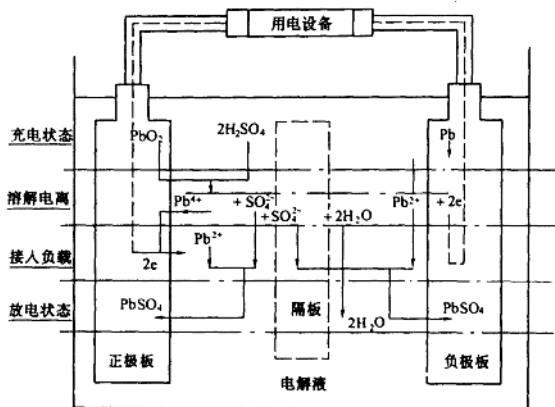 用电设备
充电状态
PbO₂
2H₂SO₄
Pb
溶解电离
Pb⁴⁺
+ SO₄²⁻
+ SO₄²⁻
+ 2H₂O
Pb²⁺
+ 2e
接入负载
2e
Pb²⁺
放电状态
PbSO₄
隔板
2H₂O
PbSO₄
正极板
电解液
负极板